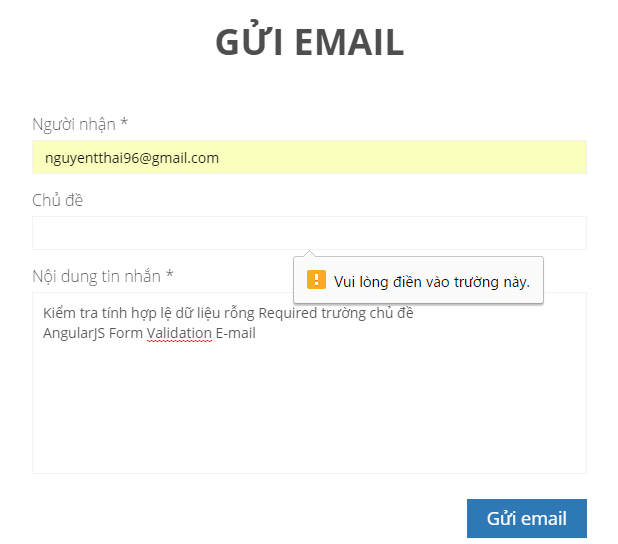 GỬI EMAIL
Người nhận *
nguyentthai96@gmail.com
Chủ đề
Vui lòng điền vào trường này.
Nội dung tin nhắn *
Kiểm tra tính hợp lệ dữ liệu rỗng Required trường chủ đề
AngularJS Form Validation E-mail
Gửi email